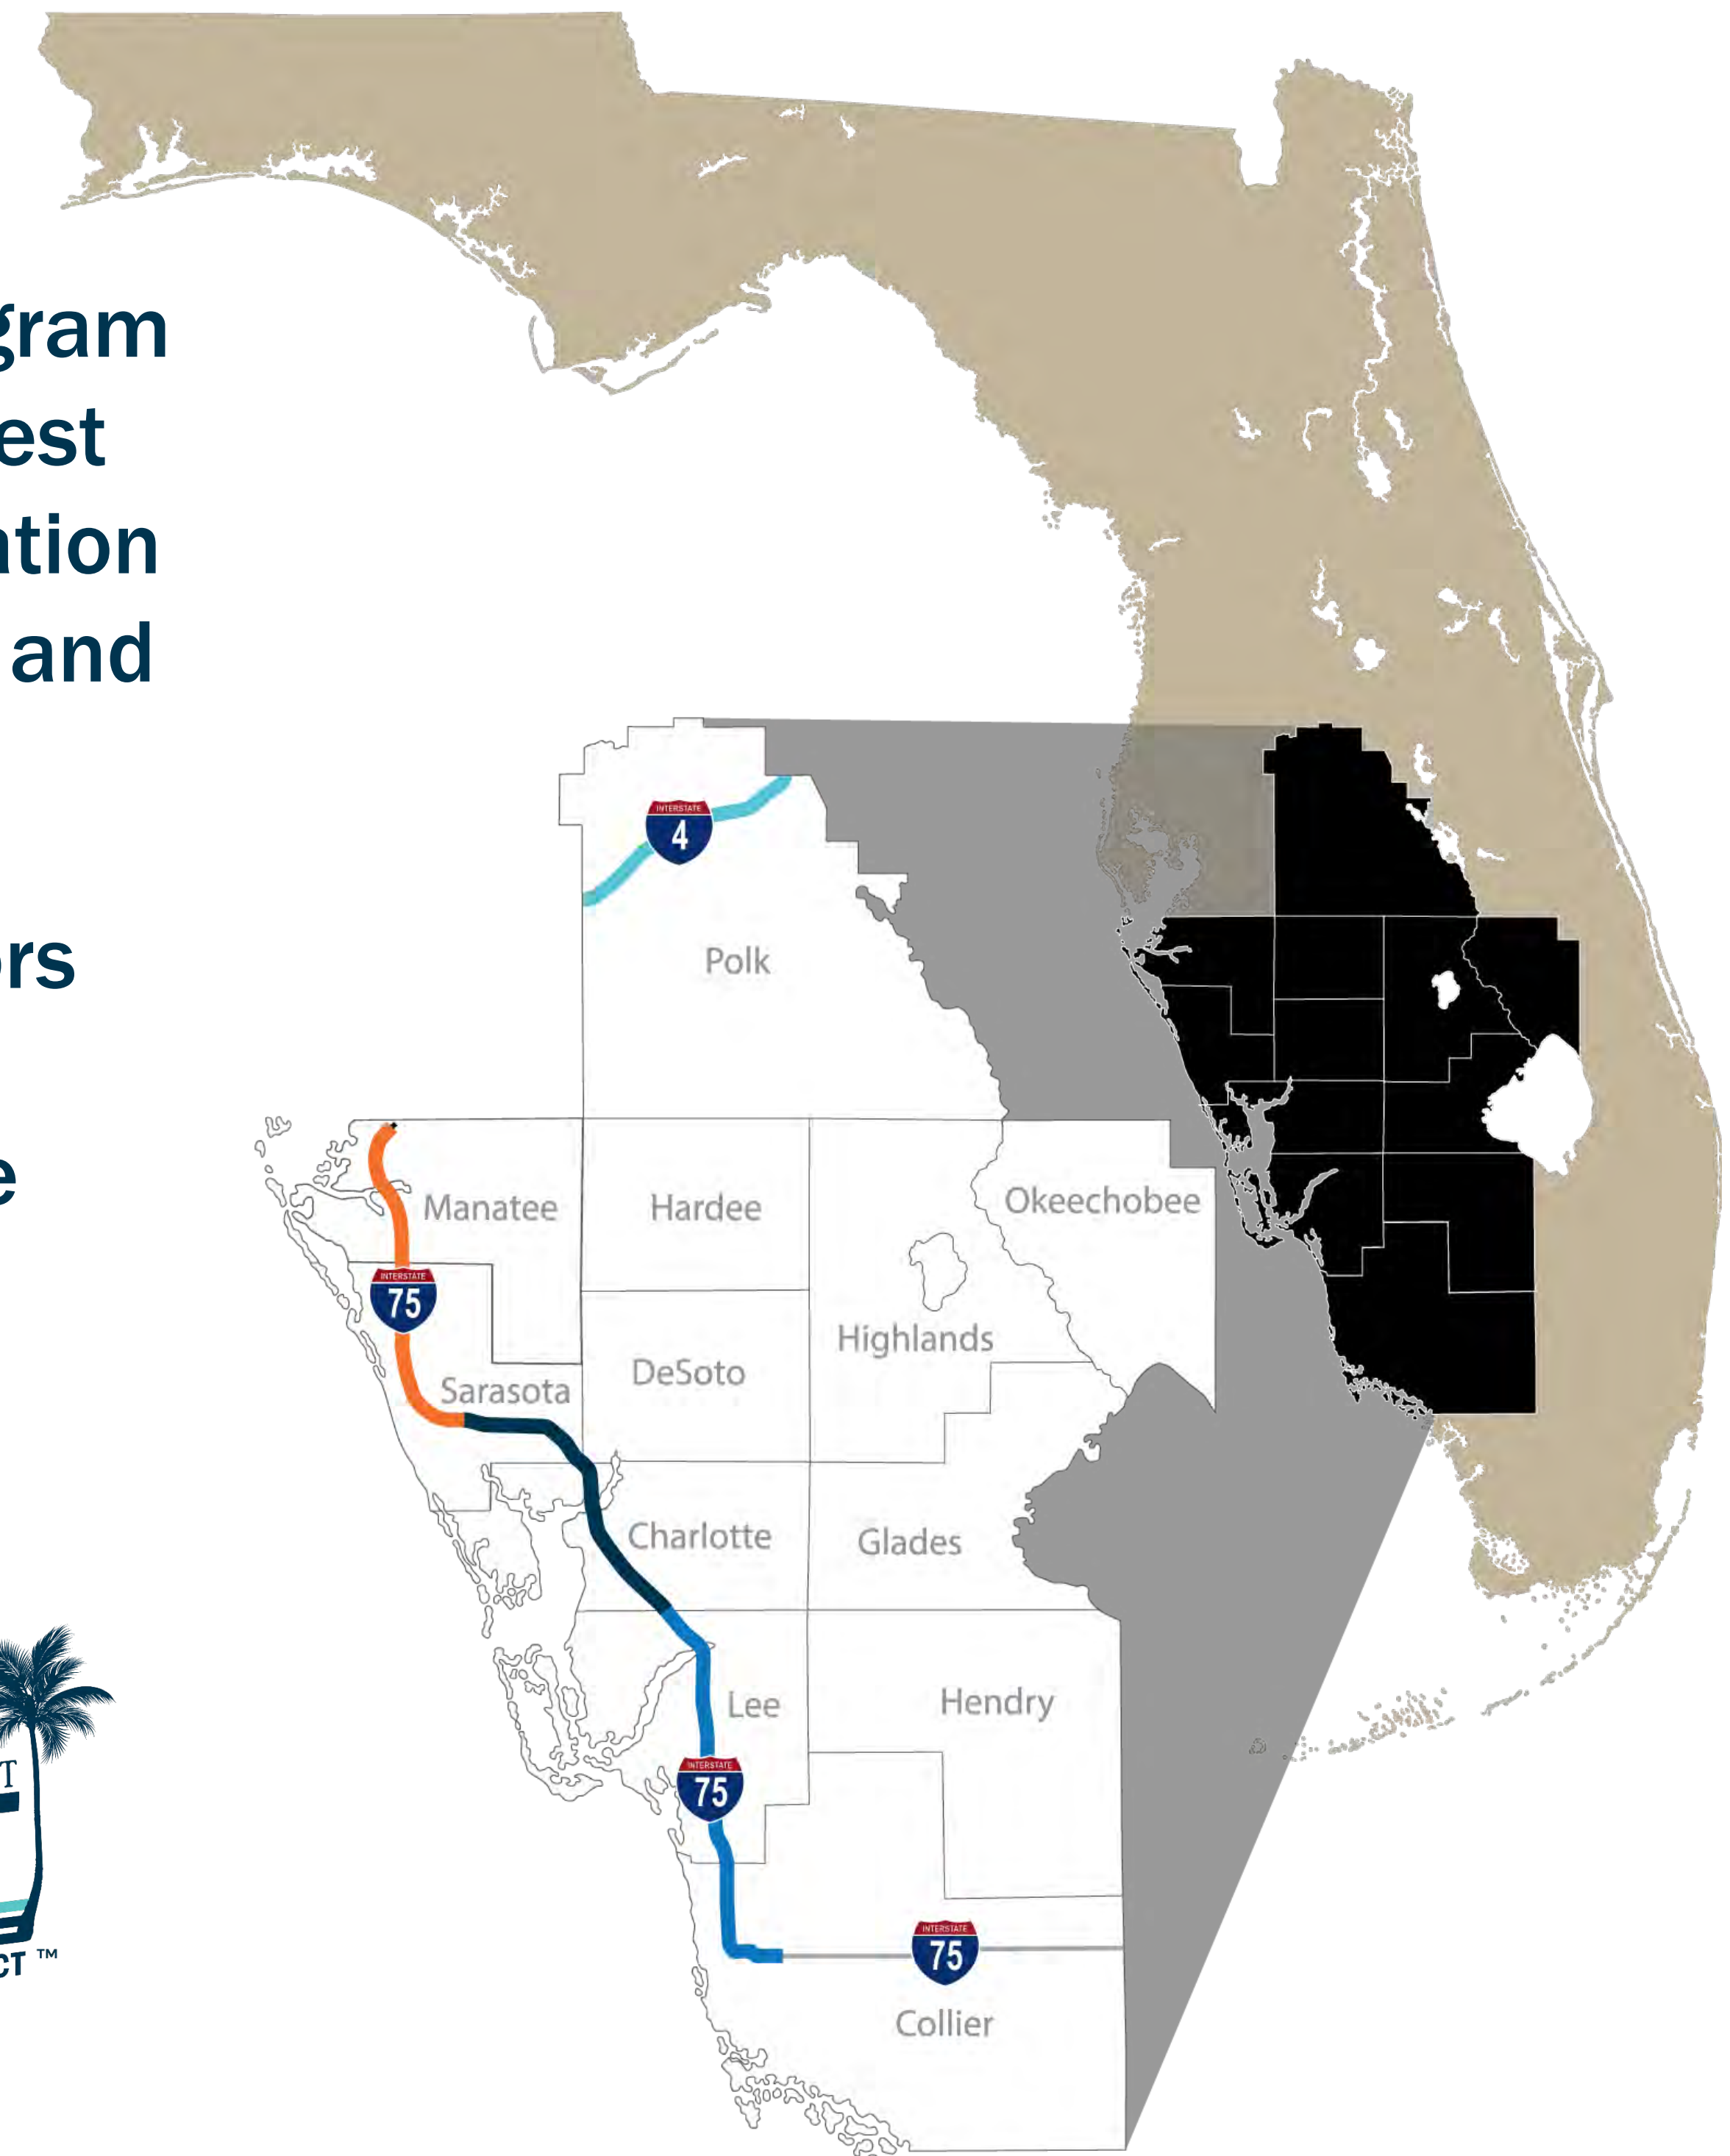 gram
est
ation
and
ors
e
INTERSTATE
4
Polk
Manatee
Hardee
Okeechobee
INTERSTATE
75
Highlands
DeSoto
Sarasota
Charlotte
Glades
Lee
Hendry
T
INTERSTATE
75
INTERSTATE
75
CT ™
Collier